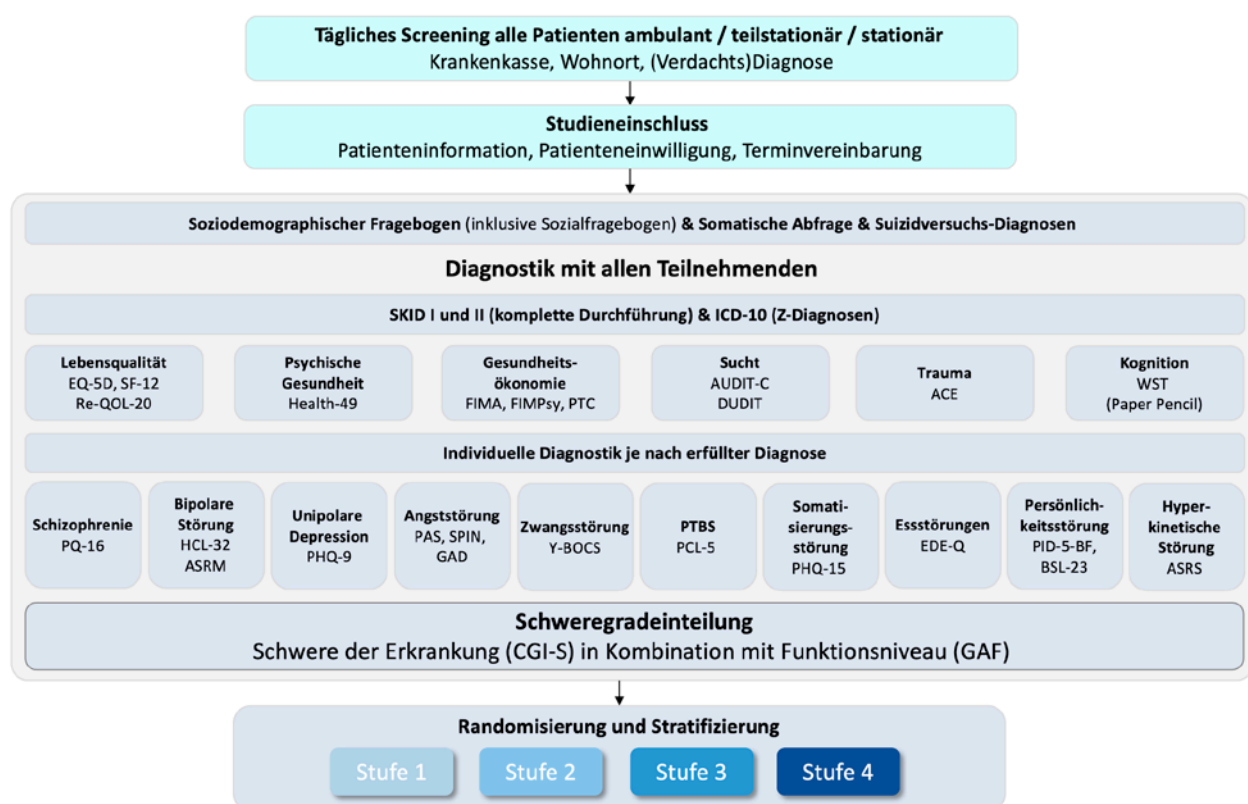 Tägliches Screening alle Patienten ambulant / teilstationär / stationär
Krankenkasse, Wohnort, (Verdachts)Diagnose
Studieneinschluss
Patienteninformation, Patienteneinwilligung, Terminvereinbarung
Soziodemographischer Fragebogen (inklusive Sozialfragebogen) & Somatische Abfrage & Suizidversuchs-Diagnosen
Diagnostik mit allen Teilnehmenden
SKID I und II (komplette Durchführung) & ICD-10 (Z-Diagnosen)
Lebensqualität
EQ-5D, SF-12
Re-QOL-20
Psychische
Gesundheit
Health-49
Gesundheits-
ökonomie
FIMA, FIMPsy, PTC
Sucht
AUDIT-C
DUDIT
Trauma
ACE
Kognition
WST
(Paper Pencil)
Individuelle Diagnostik je nach erfüllter Diagnose
Schizophrenie
PQ-16
Bipolare
Störung
HCL-32
ASRM
Unipolare
Depression
PHQ-9
Angststörung
PAS, SPIN,
GAD
Zwangsstörung
Y-BOCS
PTBS
PCL-5
Somati-
sierungs-
störung
PHQ-15
Essstörungen
EDE-Q
Persönlich-
keitsstörung
PID-5-BF,
BSL-23
Hyper-
kinetische
Störung
ASRS
Schweregradeinteilung
Schwere der Erkrankung (CGI-S) in Kombination mit Funktionsniveau (GAF)
Randomisierung und Stratifizierung
Stufe 1
Stufe 2
Stufe 3
Stufe 4